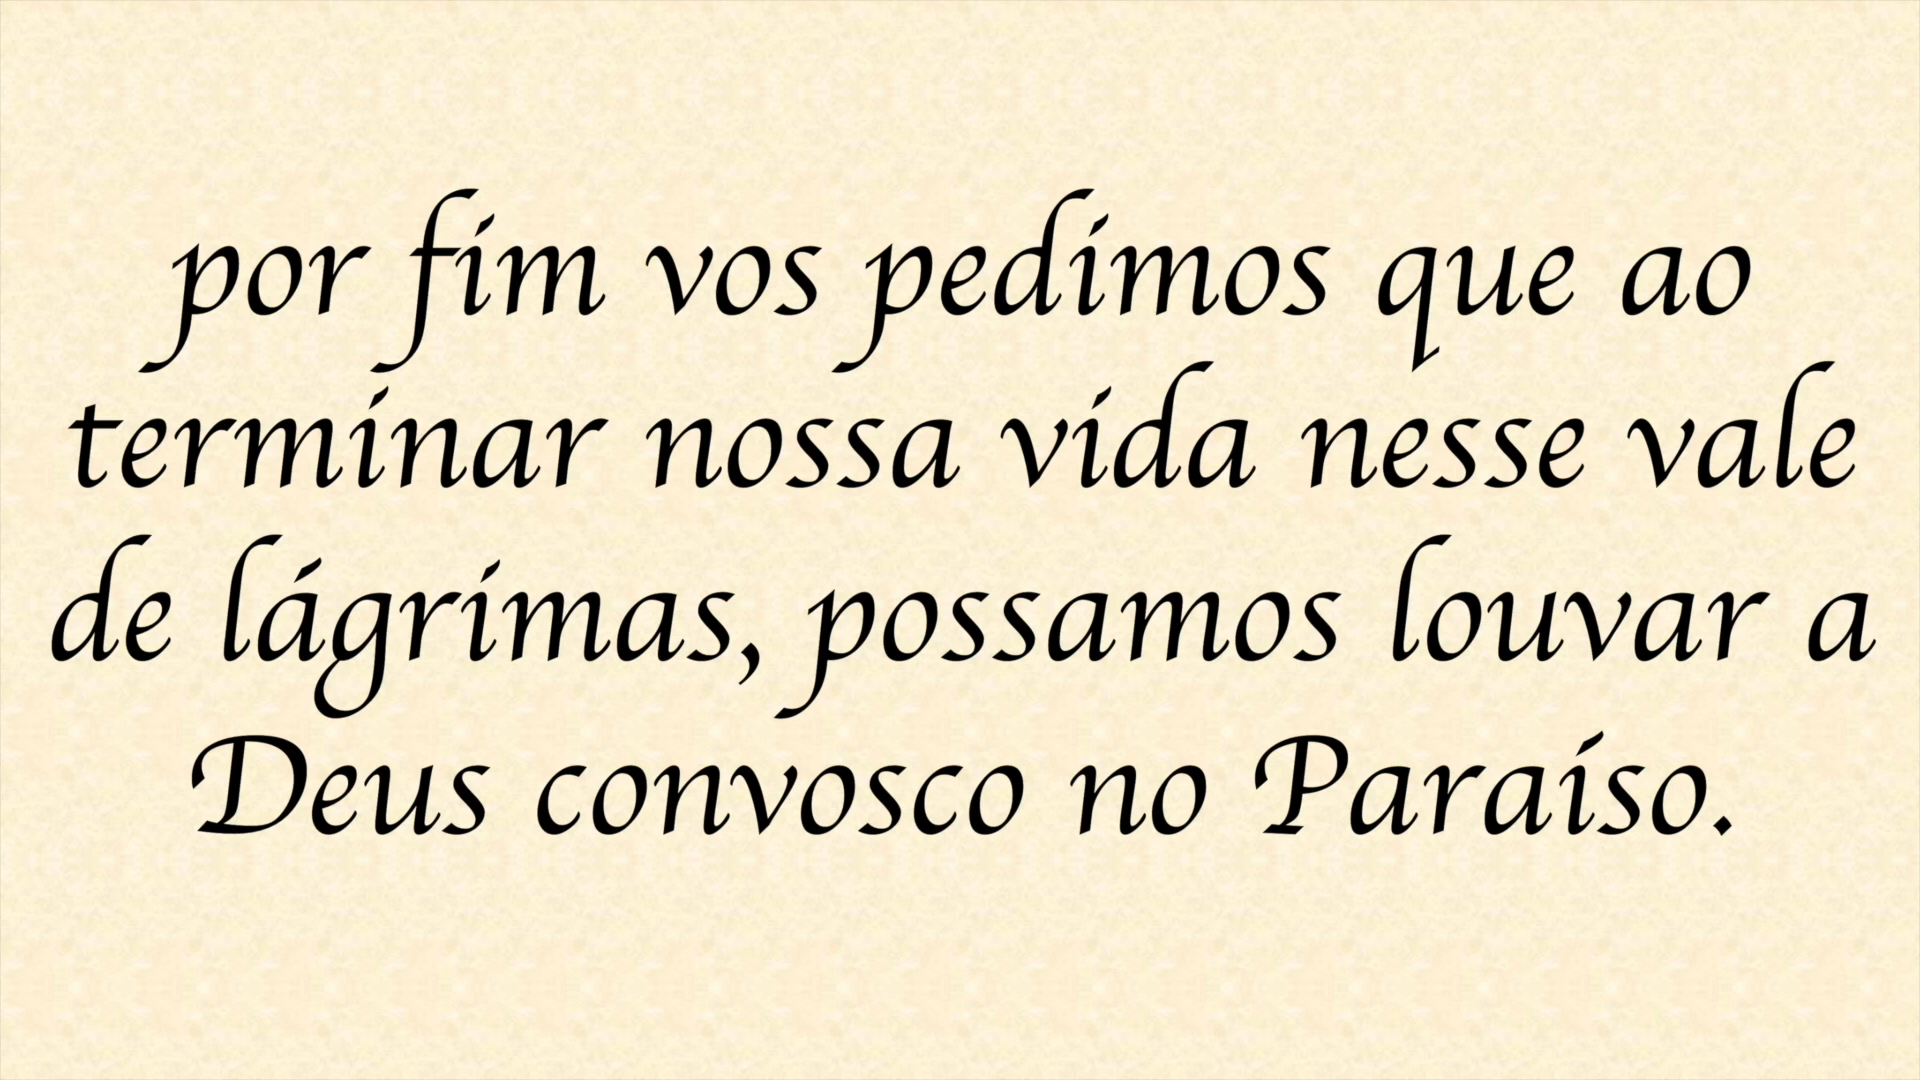 por fim vos pedimos que ao
terminar nossa vida nesse vale
de lágrimas, possamos louvar a
Deus convosco no Paraíso.